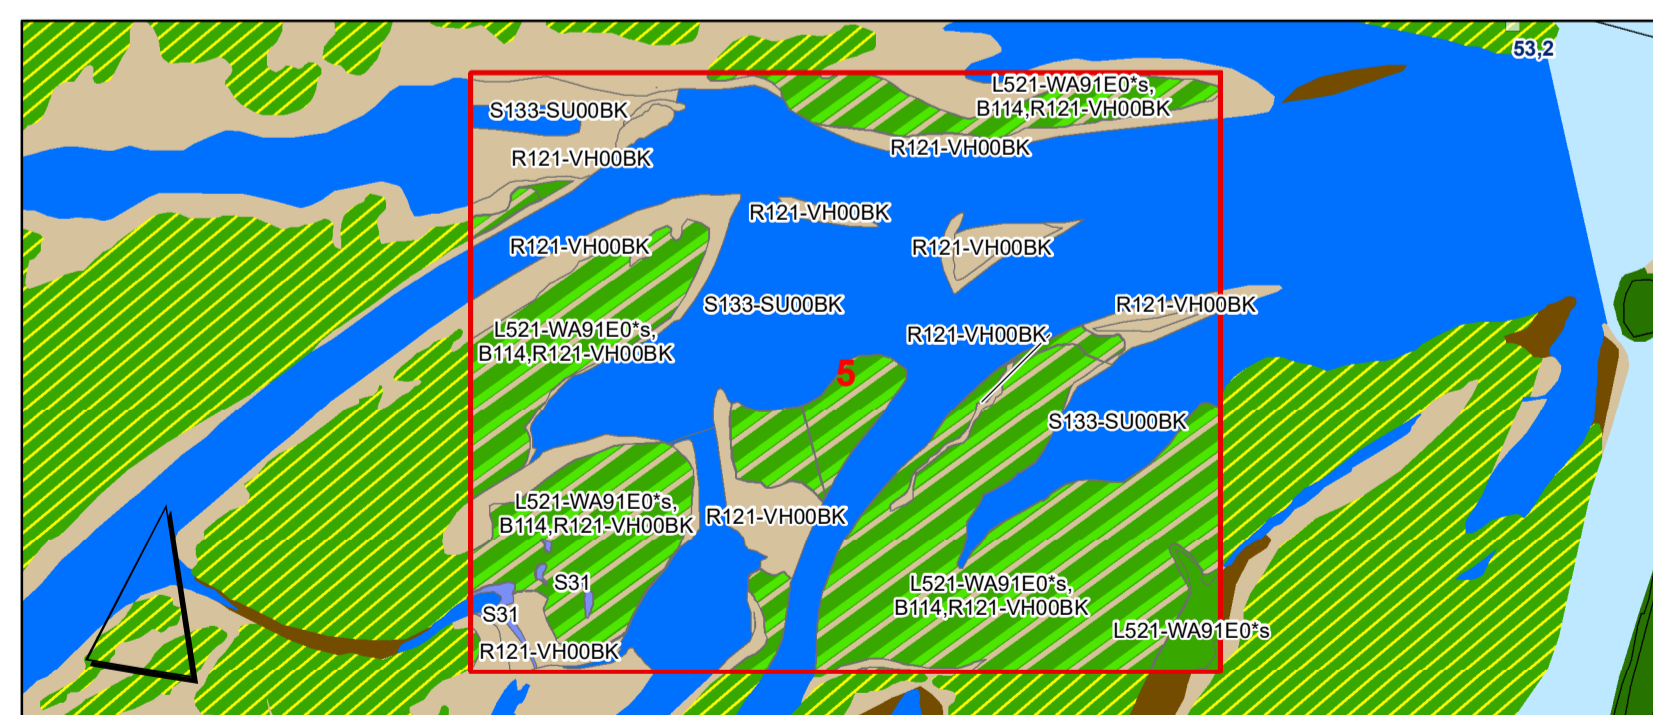 53,2
L521-WA91E0*s,
B114,R121-VH00BK
S133-SU00BK
R121-VH00BK
R121-VH00BK
R121-VH00BK
R121-VH00BK
R121-VH00BK
S133-SU00BK
R121-VH00BK
R121-VH00BK
L521-WA91E0*s,
B114,R121-VH00BK
5
S133-SU00BK
L521-WA91E0*s,
B114,R121-VH00BK
R121-VH00BK
S31
L521-WA91E0*s,
B114,R121-VH00BK
S31
L521-WA91E0*s
R121-VH00BK